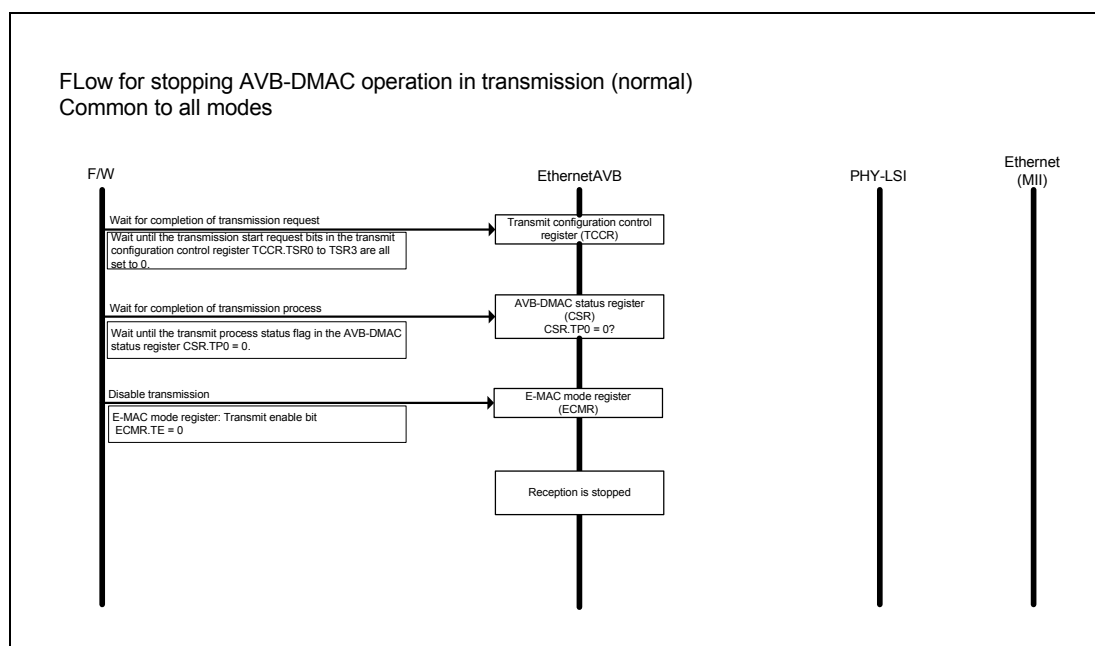 FLow for stopping AVB-DMAC operation in transmission (normal)
Common to all modes
F/W
EthernetAVB
PHY-LSI
Ethernet
(MII)
Wait for completion of transmission request
Wait until the transmission start request bits in the transmit
configuration control register TCCR.TSR0 to TSR3 are all
set to 0.
Transmit configuration control
register (TCCR)
Wait for completion of transmission process
Wait until the transmit process status flag in the AVB-DMAC
status register CSR.TP0 = 0.
AVB-DMAC status register
(CSR)
CSR.TP0 = 0?
Disable transmission
E-MAC mode register: Transmit enable bit
ECMR.TE = 0
E-MAC mode register
(ECMR)
Reception is stopped